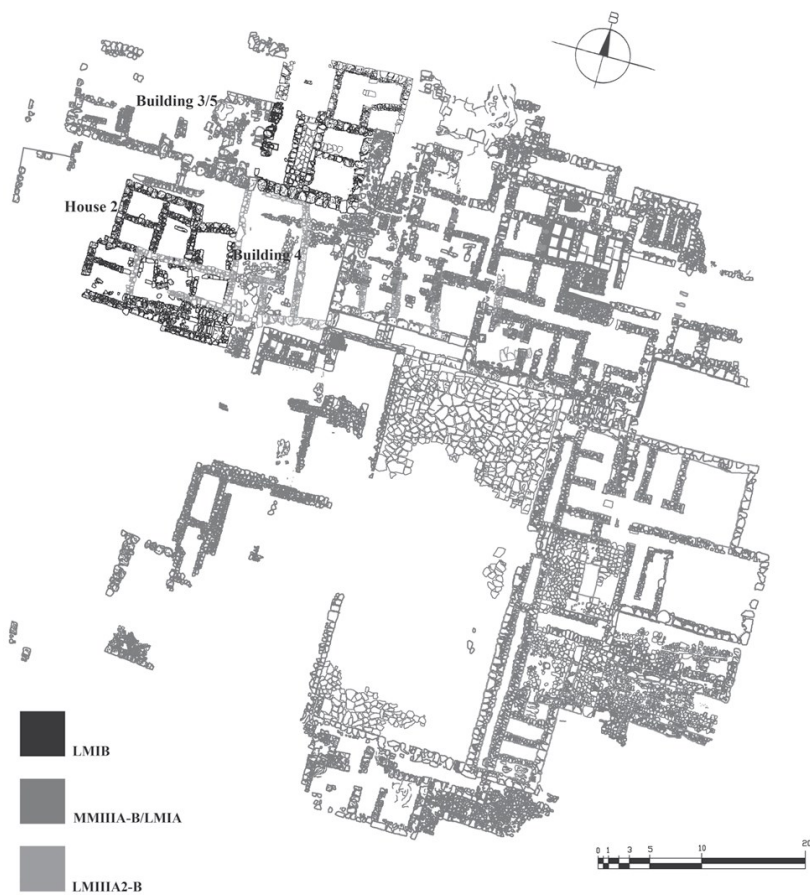 B
Building 3/5
House 2
Building 4
LMIB
MMIIIA-B/LMIA
LMIIIA2-B
0 1 3 5 10 20